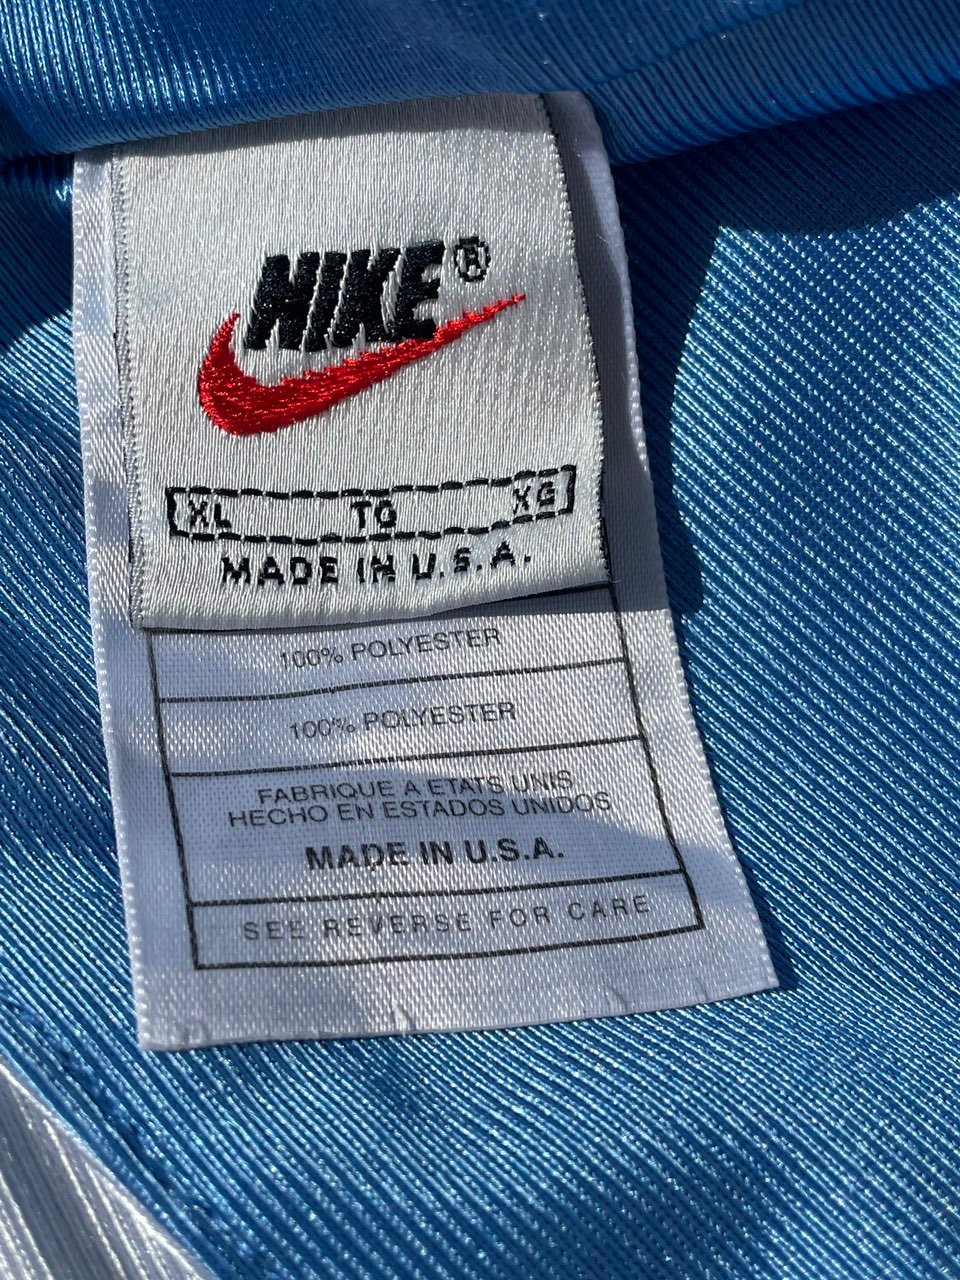 NIKE®
XL TG XG
MADE IN U.S.A.
100% POLYESTER
100% POLYESTER
FABRIQUE A ETATS UNIS
HECHO EN ESTADOS UNIDOS
MADE IN U.S.A.
SEE REVERSE FOR CARE